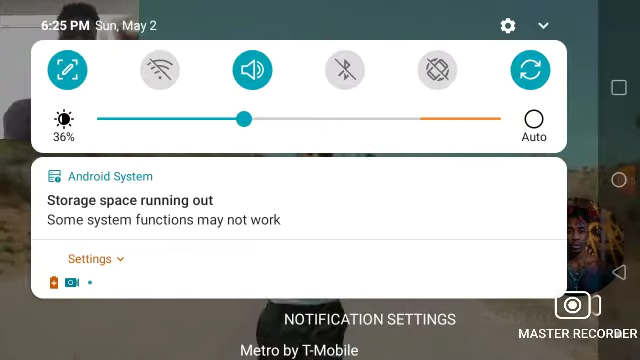 6:25 PM Sun, May 2
36%
Auto
Android System
Storage space running out
Some system functions may not work
Settings
NOTIFICATION SETTINGS
MASTER RECORDER
Metro by T-Mobile